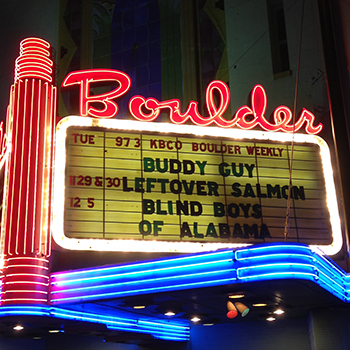 Boulder
TUE 97.3 KBCO BOULDER WEEKLY
BUDDY GUY
1/29 & 30 LEFTOVER SALMON
12 5 BLIND BOYS
OF ALABAMA